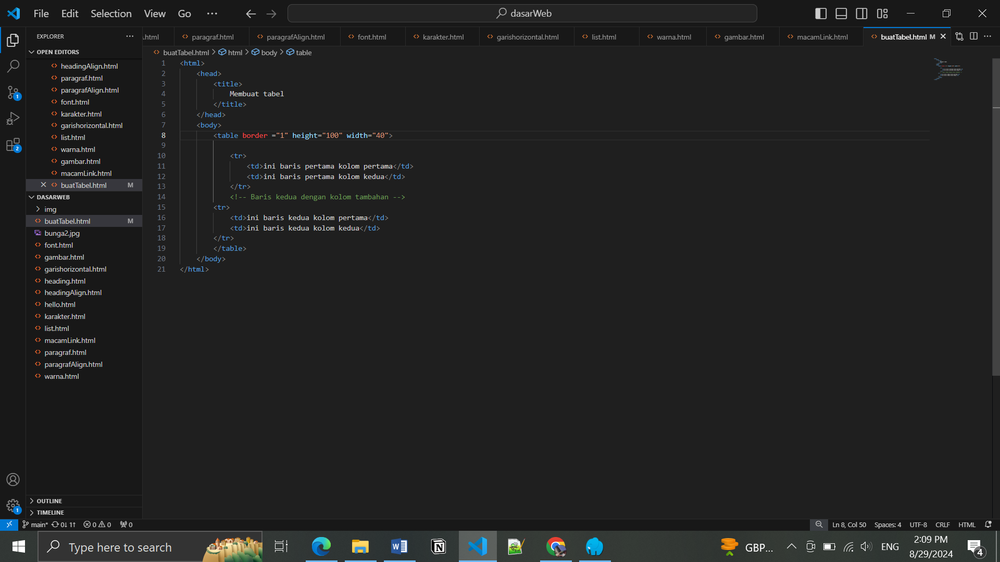 File Edit Selection View Go ··· dasarWeb
EXPLORER ···
.html paragraf.html paragrafAlign.html font.html karakter.html garishorizontal.html list.html warna.html gambar.html macamLink.html buatTabel.html M
OPEN EDITORS
headingAlign.html
paragraf.html
paragrafAlign.html
font.html
karakter.html
garishorizontal.html
list.html
warna.html
gambar.html
macamLink.html
buatTabel.html M
DASARWEB
img
buatTabel.html M
bunga2.jpg
font.html
gambar.html
garishorizontal.html
heading.html
headingAlign.html
hello.html
karakter.html
list.html
macamLink.html
paragraf.html
paragrafAlign.html
warna.html
OUTLINE
TIMELINE
buatTabel.html > html > body > table
1 <html>
2 <head>
3 <title>
4 Membuat tabel
5 </title>
6 </head>
7 <body>
8 <table border ="1" height="100" width="40">
9
10 <tr>
11 <td>ini baris pertama kolom pertama</td>
12 <td>ini baris pertama kolom kedua</td>
13 </tr>
14 <!-- Baris kedua dengan kolom tambahan -->
15 <tr>
16 <td>ini baris kedua kolom pertama</td>
17 <td>ini baris kedua kolom kedua</td>
18 </tr>
19 </table>
20 </body>
21 </html>
1
2
1
main* 0↓ 1↑ 0 0 0 Ln 8, Col 50 Spaces: 4 UTF-8 CRLF HTML
Type here to search GBP... ENG 2:09 PM
8/29/2024
4